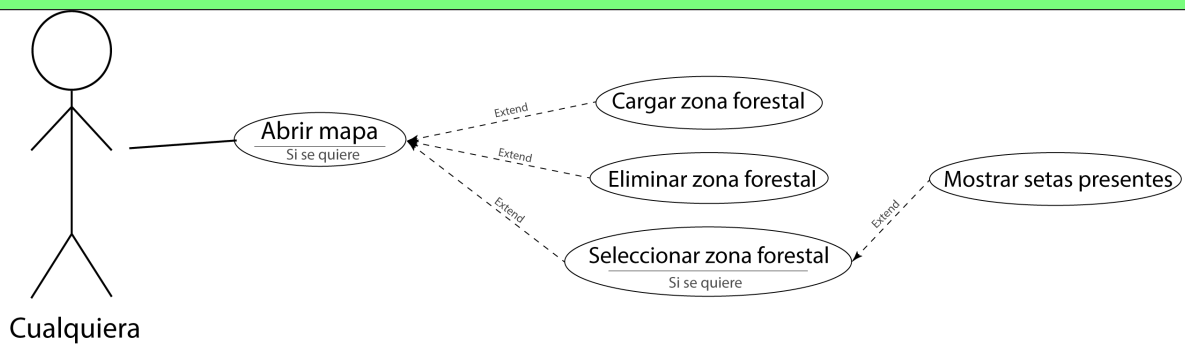 Cargar zona forestal
Extend
Abrir mapa
Si se quiere
Extend
Eliminar zona forestal
Mostrar setas presentes
Extend
Extend
Seleccionar zona forestal
Si se quiere
Cualquiera